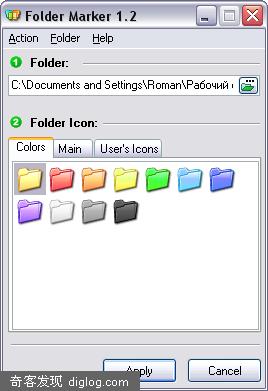 Folder Marker 1.2
Action Folder Help
1 Folder:
C:\Documents and Settings\Roman\Рабочий
2 Folder Icon:
Colors Main User's Icons
Apply Cancel
奇客发现 diglog.com